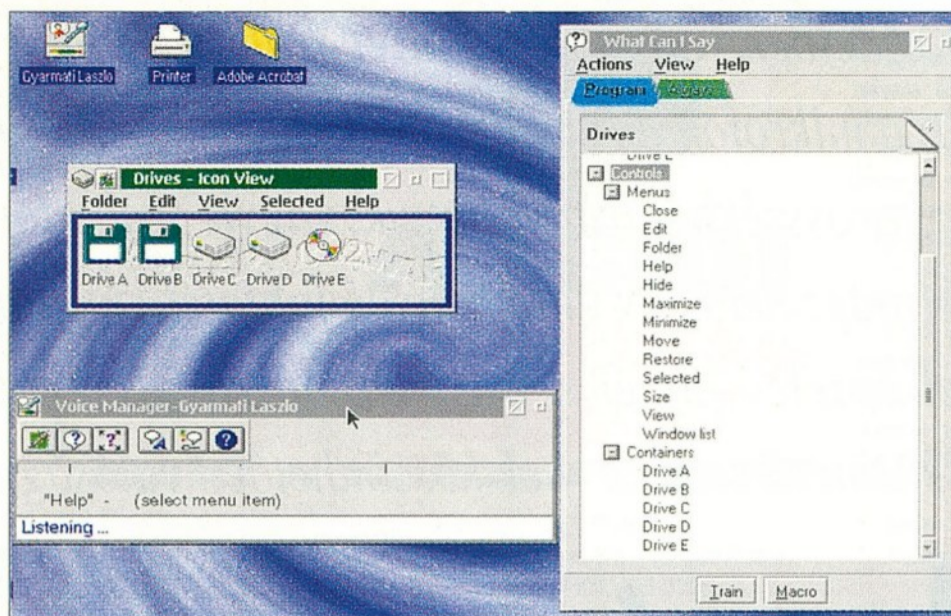 Gyarmati Laszlo
Printer
Adobe Acrobat
Drives - Icon View
Folder Edit View Selected Help
Drive A Drive B Drive C Drive D Drive E
Voice Manager-Gyarmati Laszlo
"Help" - (select menu item)
Listening ...
What Can I Say
Actions View Help
Program Always
Drives
Controls
Menus
Close
Edit
Folder
Help
Hide
Maximize
Minimize
Move
Restore
Selected
Size
View
Window list
Containers
Drive A
Drive B
Drive C
Drive D
Drive E
Train Macro